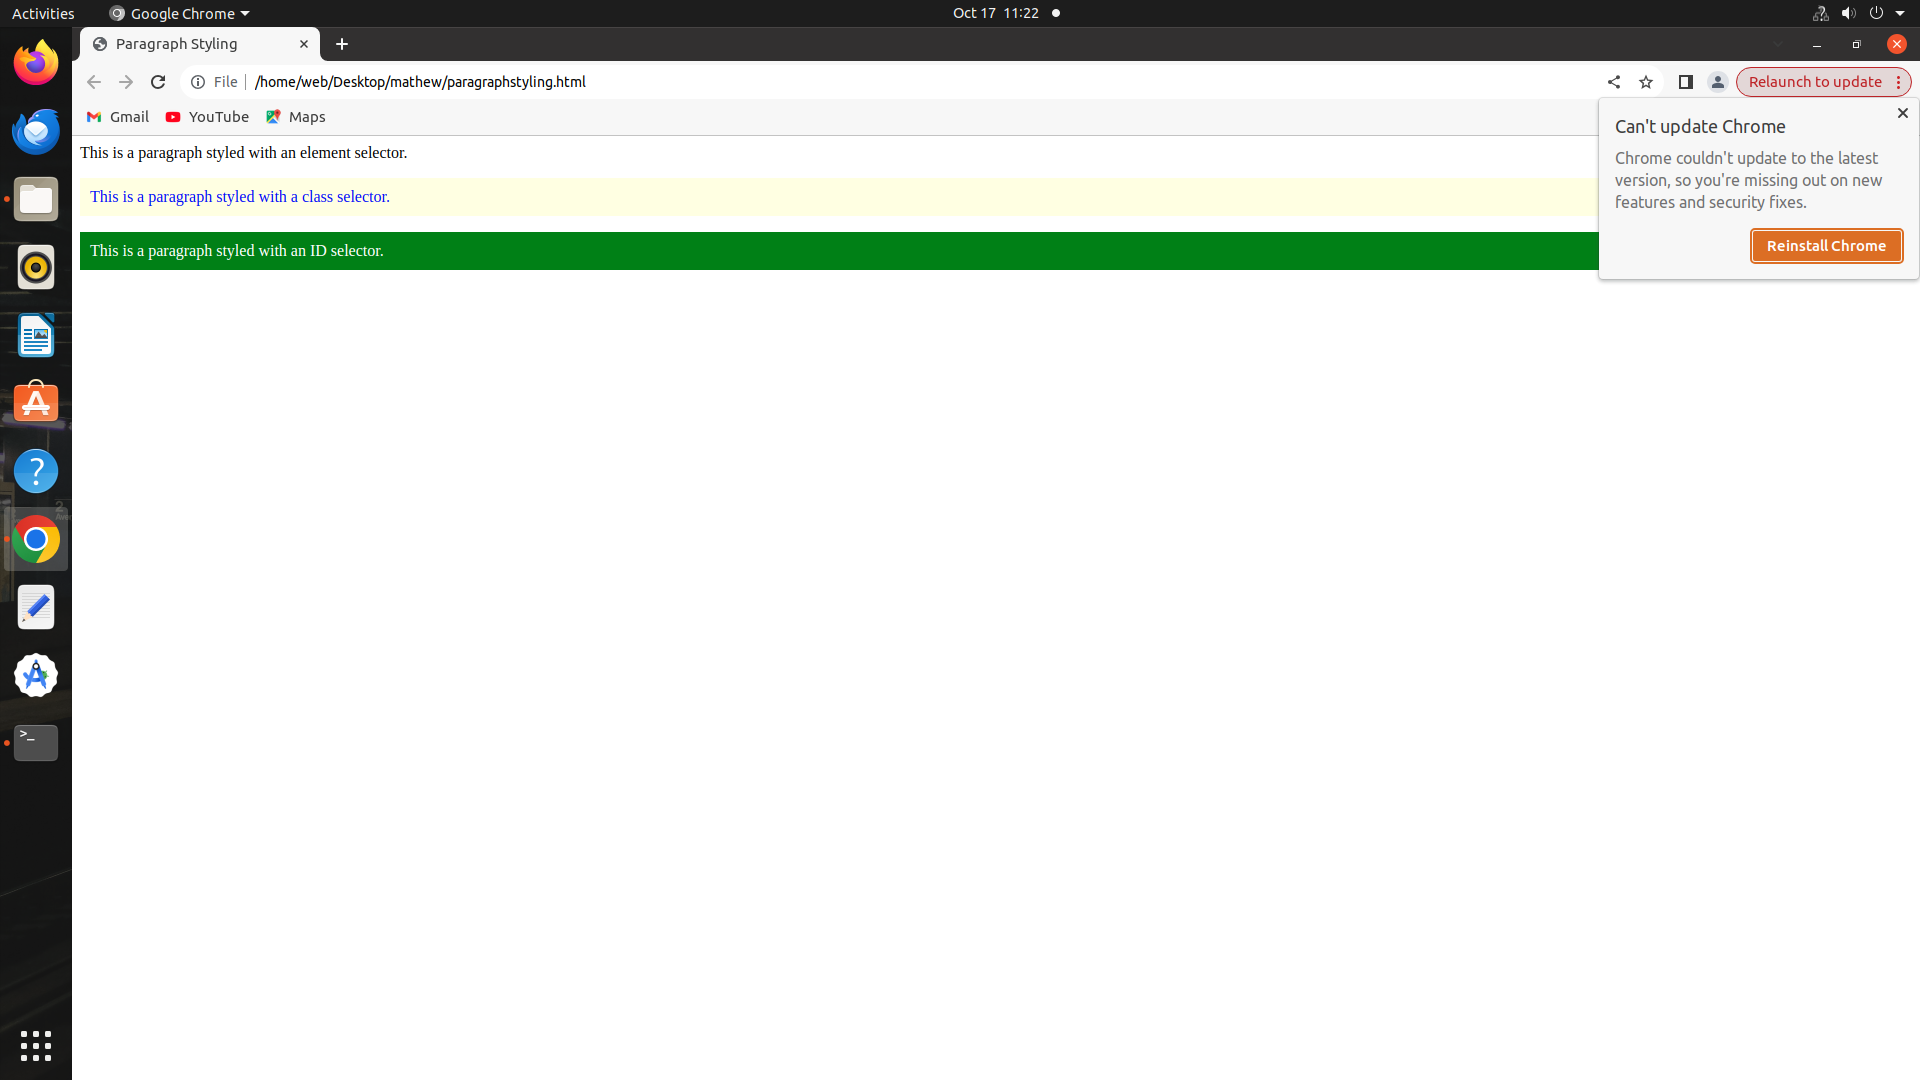 Activities
Google Chrome
Oct 17 11:22
Paragraph Styling
File
/home/web/Desktop/mathew/paragraphstyling.html
Relaunch to update
Gmail
YouTube
Maps
Can't update Chrome
Chrome couldn't update to the latest
version, so you're missing out on new
features and security fixes.
Reinstall Chrome
This is a paragraph styled with an element selector.
This is a paragraph styled with a class selector.
This is a paragraph styled with an ID selector.